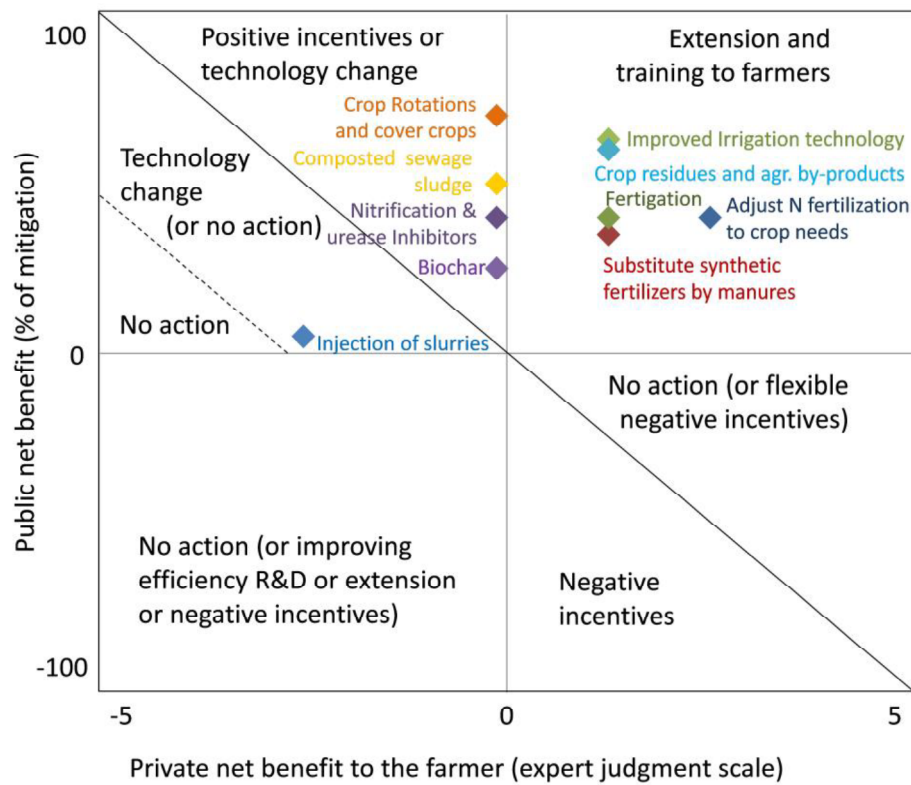 100
Positive incentives or
technology change
Extension and
training to farmers
Crop Rotations
and cover crops
Improved Irrigation technology
Composted sewage
sludge
Crop residues and agr. by-products
Technology
change
(or no action)
Fertigation
Nitrification &
urease Inhibitors
Adjust N fertilization
to crop needs
Biochar
Substitute synthetic
fertilizers by manures
No action
Injection of slurries
0
No action (or flexible
negative incentives)
No action (or improving
efficiency R&D or extension
or negative incentives)
Negative
incentives
-100
-5
0
5
Public net benefit (% of mitigation)
Private net benefit to the farmer (expert judgment scale)